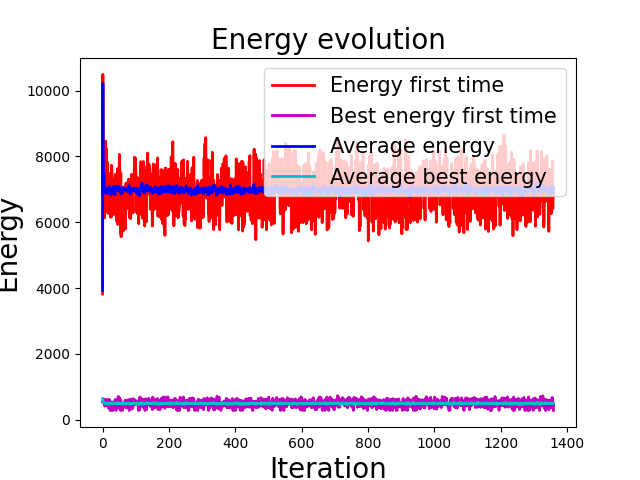 Energy evolution
Energy first time
Best energy first time
Average energy
Average best energy
Energy
10000
8000
6000
4000
2000
0
0 200 400 600 800 1000 1200 1400
Iteration